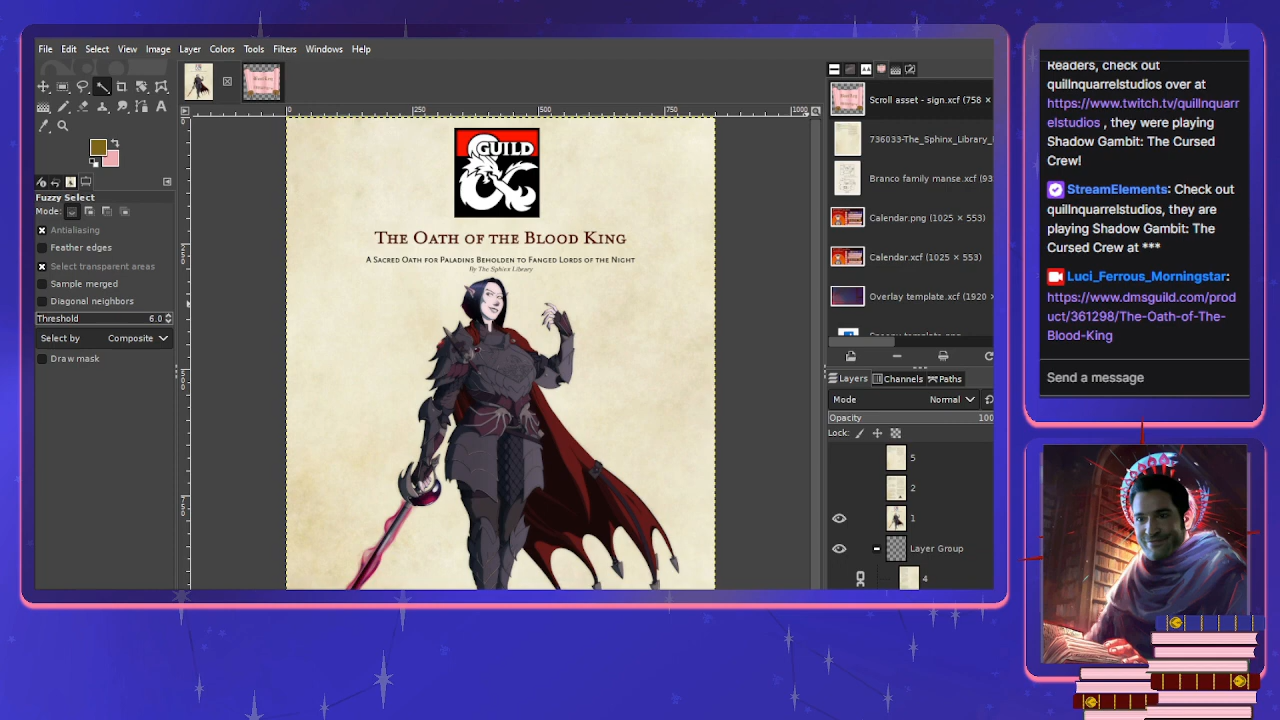 File Edit Select View Image Layer Colors Tools Filters Windows Help
Fuzzy Select
Mode:
Antialiasing
Feather edges
Select transparent areas
Sample merged
Diagonal neighbors
Threshold 6.0
Select by Composite
Draw mask
0 250 500 750 1000
GUILD
The Oath of the Blood King
A Sacred Oath for Paladins Beholden to Fanged Lords of the Night
By The Sphinx Library
Scroll asset - sign.xcf (758 ×
736033-The_Sphinx_Library_
Branco family manse.xcf (93
Calendar.png (1025 × 553)
Calendar.xcf (1025 × 553)
Overlay template.xcf (1920 ×
Layers Channels Paths
Mode Normal
Opacity 100
Lock:
5
2
1
Layer Group
4
Readers, check out
quillnquarrelstudios over at
https://www.twitch.tv/quillnquarr
elstudios , they were playing
Shadow Gambit: The Cursed
Crew!
StreamElements: Check out
quillnquarrelstudios, they are
playing Shadow Gambit: The
Cursed Crew at ***
Luci_Ferrous_Morningstar:
https://www.dmsguild.com/prod
uct/361298/The-Oath-of-The-
Blood-King
Send a message